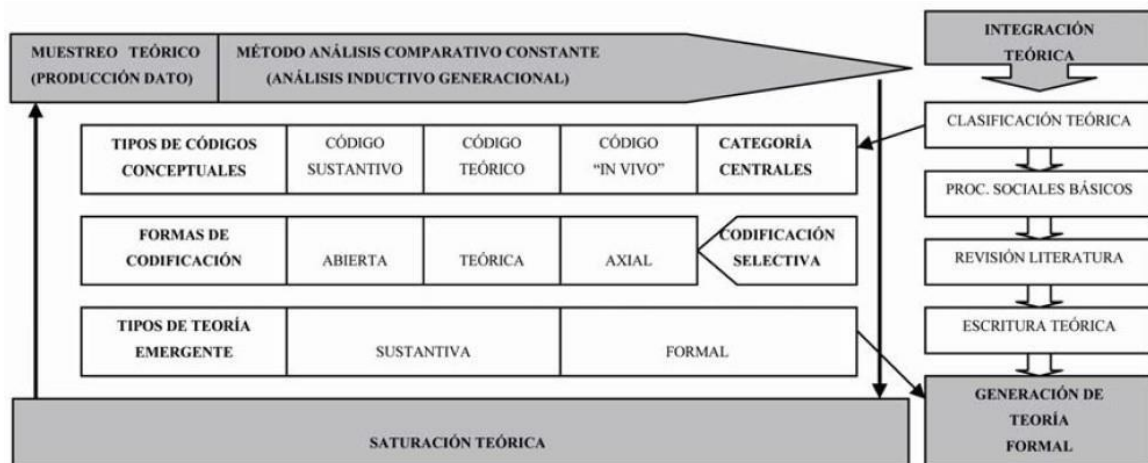 MUESTREO TEÓRICO
(PRODUCCIÓN DATO)
MÉTODO ANÁLISIS COMPARATIVO CONSTANTE
(ANÁLISIS INDUCTIVO GENERACIONAL)
TIPOS DE CÓDIGOS
CONCEPTUALES
CÓDIGO
SUSTANTIVO
CÓDIGO
TEÓRICO
CÓDIGO
“IN VIVO”
CATEGORÍA
CENTRALES
FORMAS DE
CODIFICACIÓN
ABIERTA
TEÓRICA
AXIAL
CODIFICACIÓN
SELECTIVA
TIPOS DE TEORÍA
EMERGENTE
SUSTANTIVA
FORMAL
SATURACIÓN TEÓRICA
INTEGRACIÓN
TEÓRICA
CLASIFICACIÓN TEÓRICA
PROC. SOCIALES BÁSICOS
REVISIÓN LITERATURA
ESCRITURA TEÓRICA
GENERACIÓN DE
TEORÍA
FORMAL